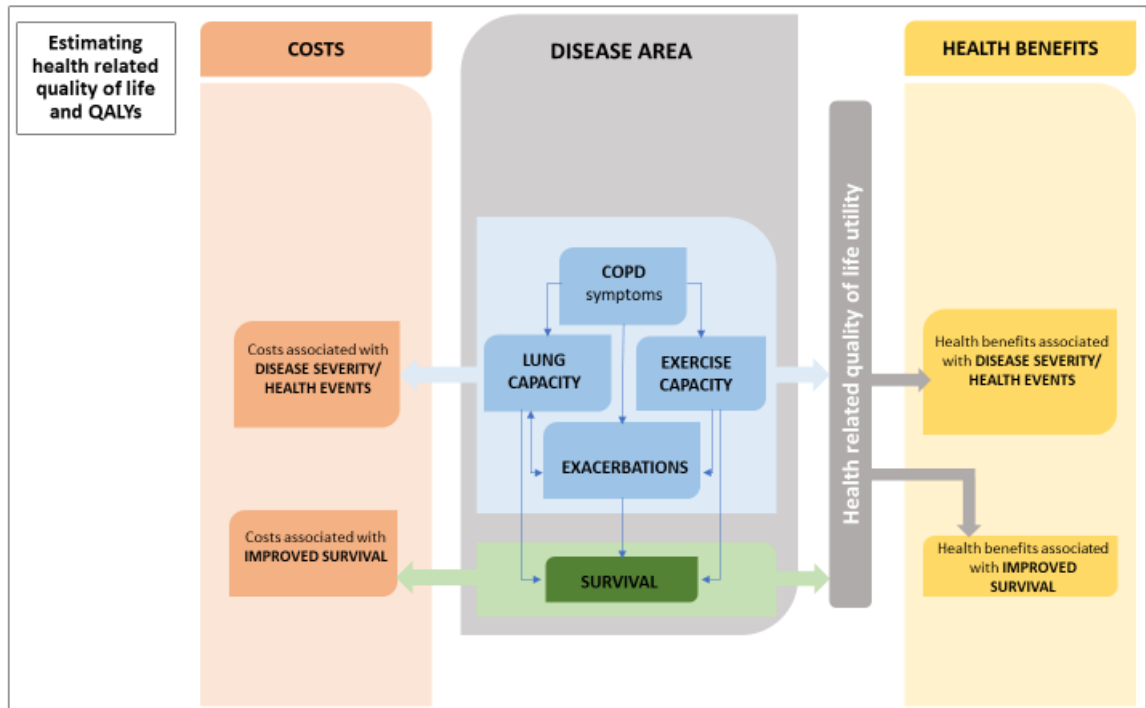 Estimating
health related
quality of life
and QALYs
COSTS
DISEASE AREA
HEALTH BENEFITS
COPD
symptoms
LUNG
CAPACITY
EXERCISE
CAPACITY
EXACERBATIONS
SURVIVAL
Costs associated with
DISEASE SEVERITY/
HEALTH EVENTS
Costs associated with
IMPROVED SURVIVAL
Health related quality of life utility
Health benefits associated
with DISEASE SEVERITY/
HEALTH EVENTS
Health benefits associated
with IMPROVED
SURVIVAL